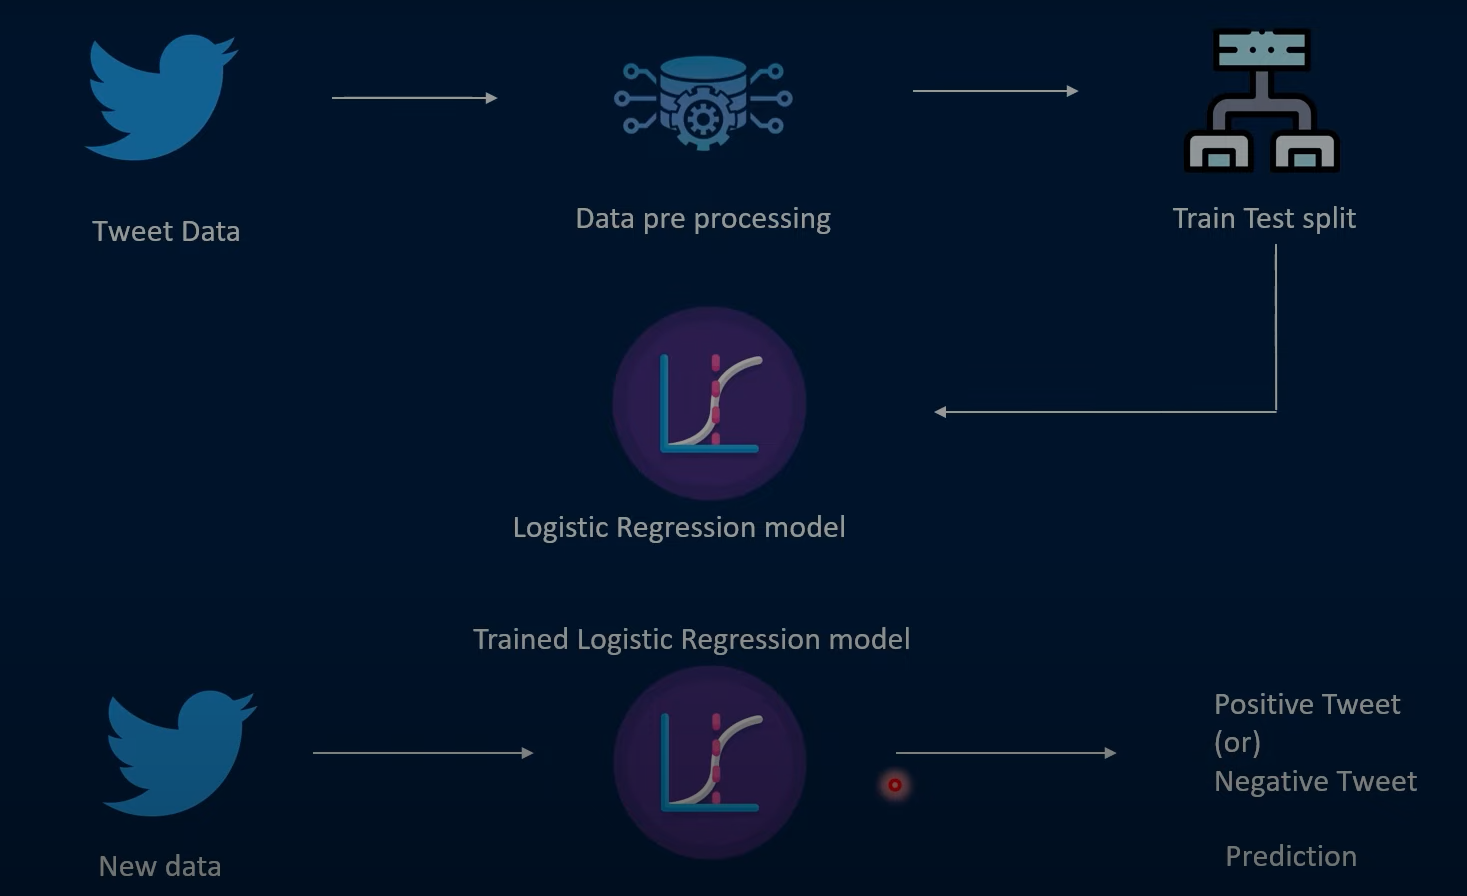 Tweet Data
Data pre processing
Train Test split
Logistic Regression model
Trained Logistic Regression model
New data
Positive Tweet
(or)
Negative Tweet
Prediction